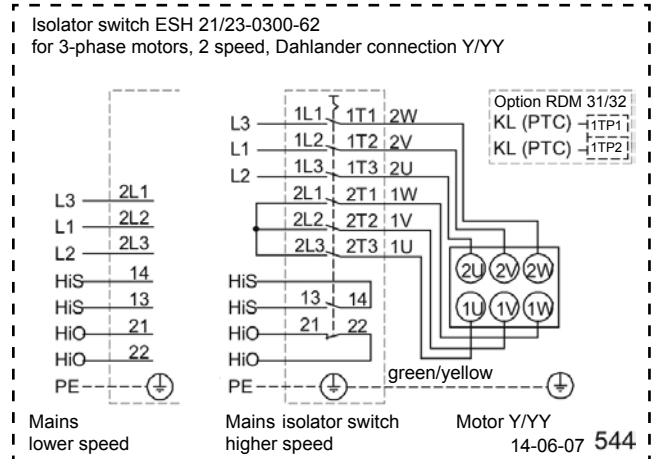 Isolator switch ESH 21/23-0300-62
for 3-phase motors, 2 speed, Dahlander connection Y/YY
Option RDM 31/32
KL (PTC) 1TP1
KL (PTC) 1TP2
L3 1L1 1T1 2W
L1 1L2 1T2 2V
L2 1L3 1T3 2U
2L1 2T1 1W
2L2 2T2 1V
2L3 2T3 1U
L3 2L1
L1 2L2
L2 2L3
HiS 14
HiS 13
HiO 21
HiO 22
PE
HiS
HiS 13 14
HiO 21 22
HiO
PE
green/yellow
2U 2V 2W
1U 1V 1W
Mains
lower speed
Mains isolator switch
higher speed
Motor Y/YY
14-06-07 544